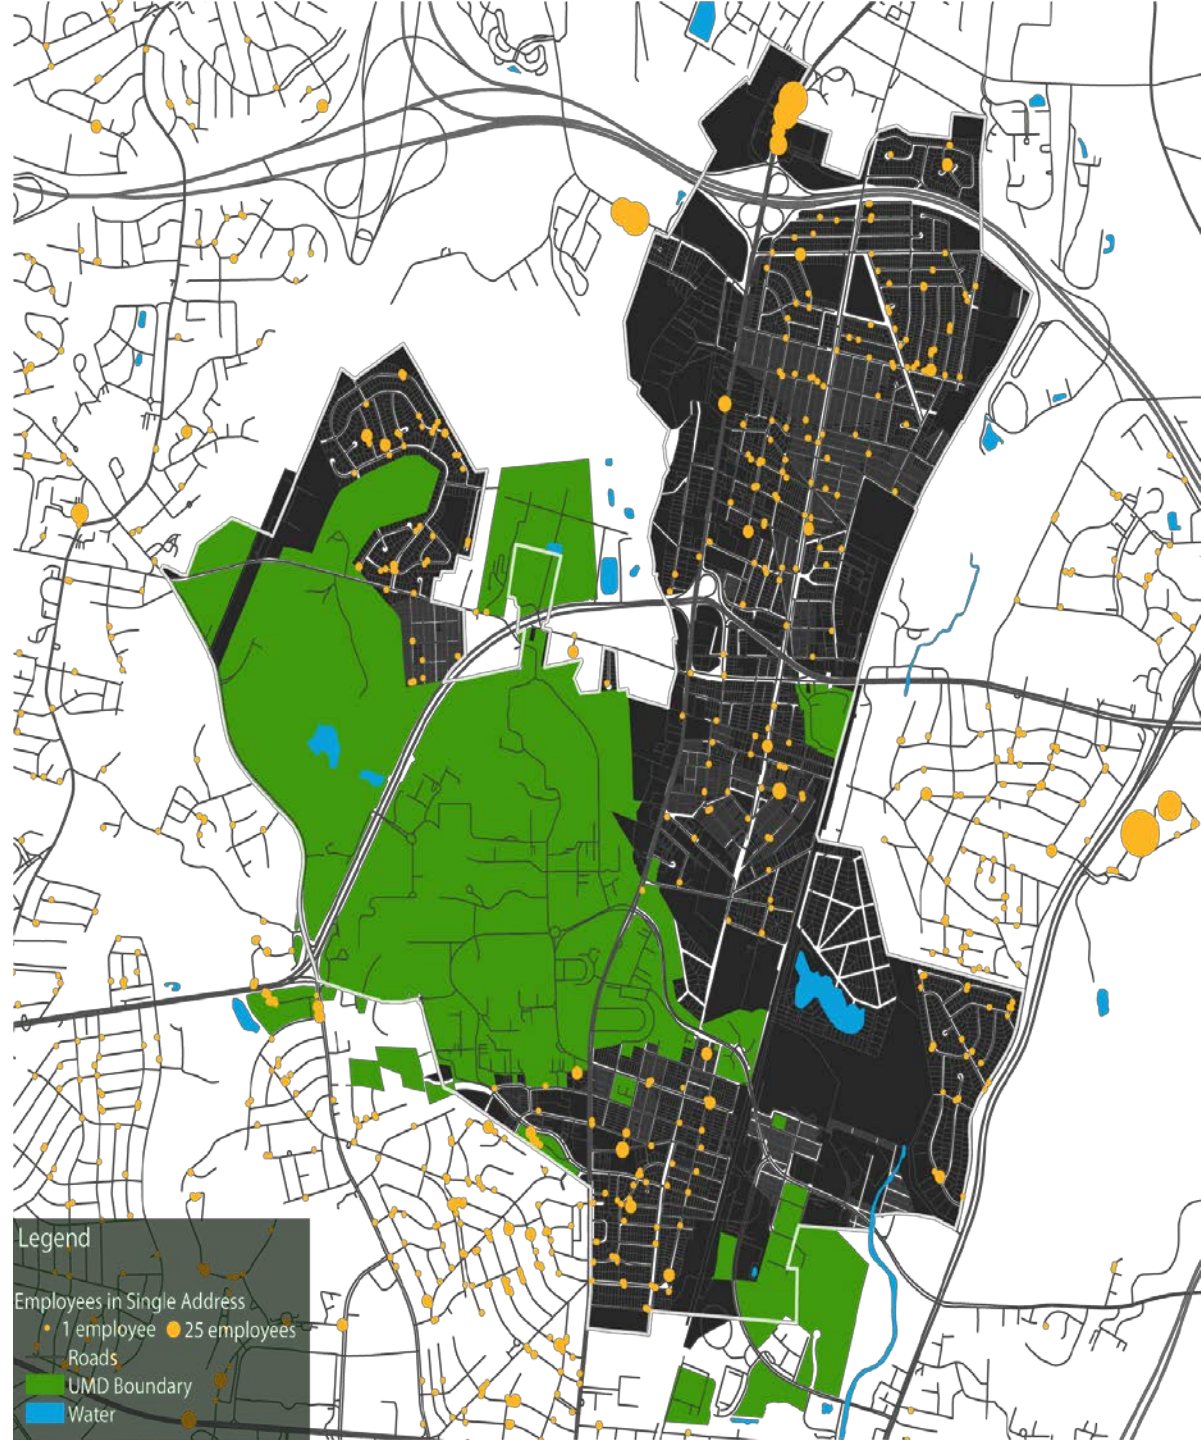 Legend
Employees in Single Address
1 employee 25 employees
Roads
UMD Boundary
Water